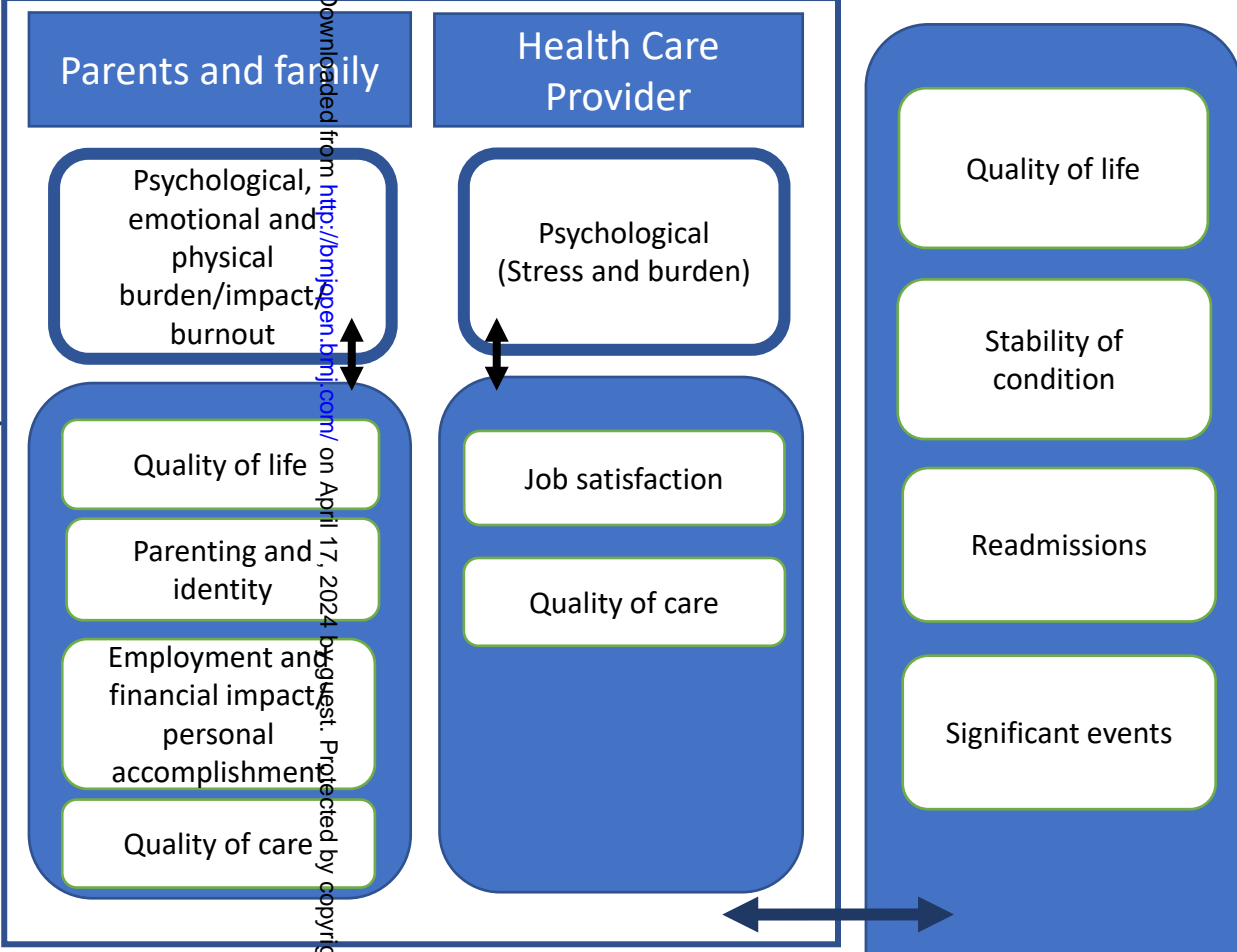 Parents and family
Psychological,
emotional and
physical
burden/impact/
burnout
Quality of life
Parenting and
identity
Employment and
financial impact/
personal
accomplishment
Quality of care
Health Care
Provider
Psychological
(Stress and burden)
Job satisfaction
Quality of care
Quality of life
Stability of
condition
Readmissions
Significant events
Downloaded from http://bmjopen.bmj.com/ on April 17, 2024 by guest. Protected by